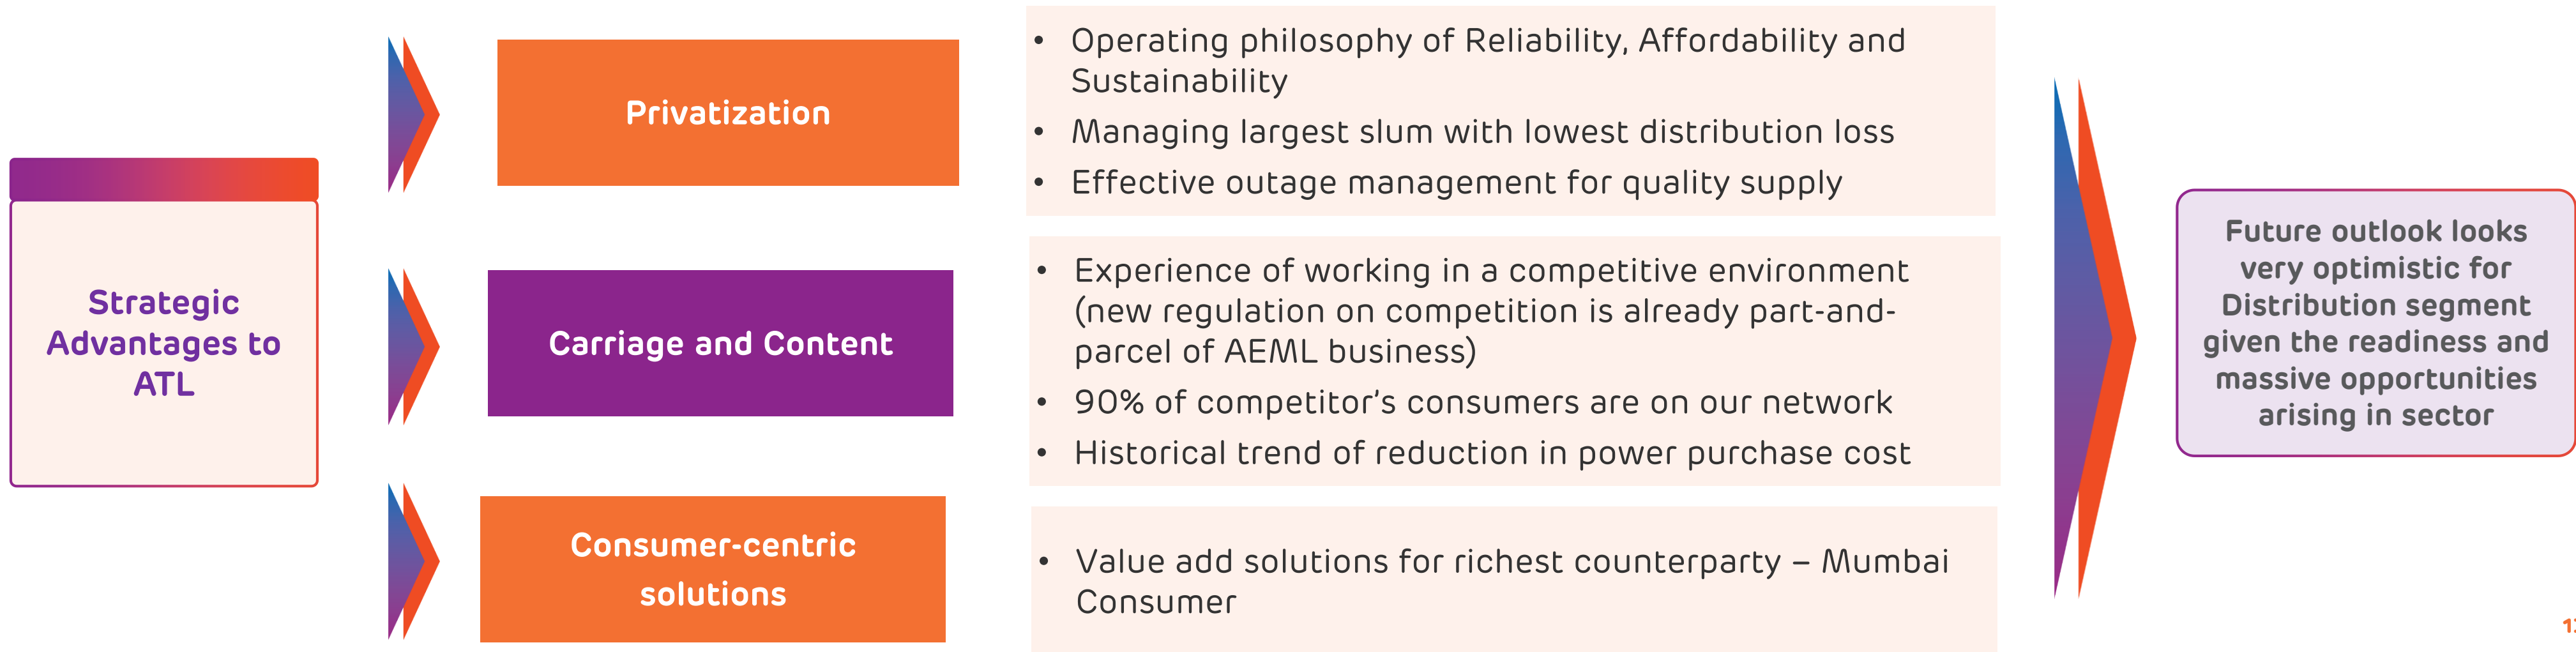 Strategic
Advantages to
ATL
Privatization
• Operating philosophy of Reliability, Affordability and
Sustainability
• Managing largest slum with lowest distribution loss
• Effective outage management for quality supply
Carriage and Content
• Experience of working in a competitive environment
(new regulation on competition is already part-and-
parcel of AEML business)
• 90% of competitor’s consumers are on our network
• Historical trend of reduction in power purchase cost
Consumer-centric
solutions
• Value add solutions for richest counterparty – Mumbai
Consumer
Future outlook looks
very optimistic for
Distribution segment
given the readiness and
massive opportunities
arising in sector